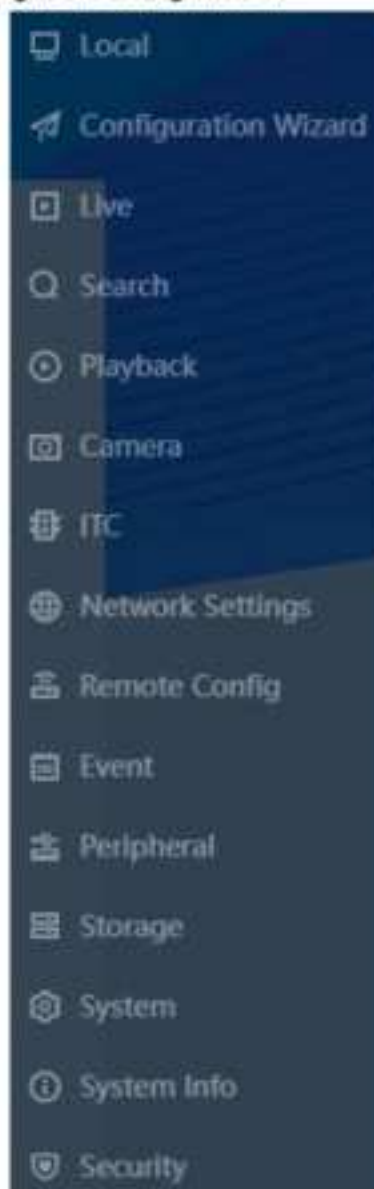 Local
Configuration Wizard
Live
Search
Playback
Camera
ITC
Network Settings
Remote Config
Event
Peripheral
Storage
System
System Info
Security